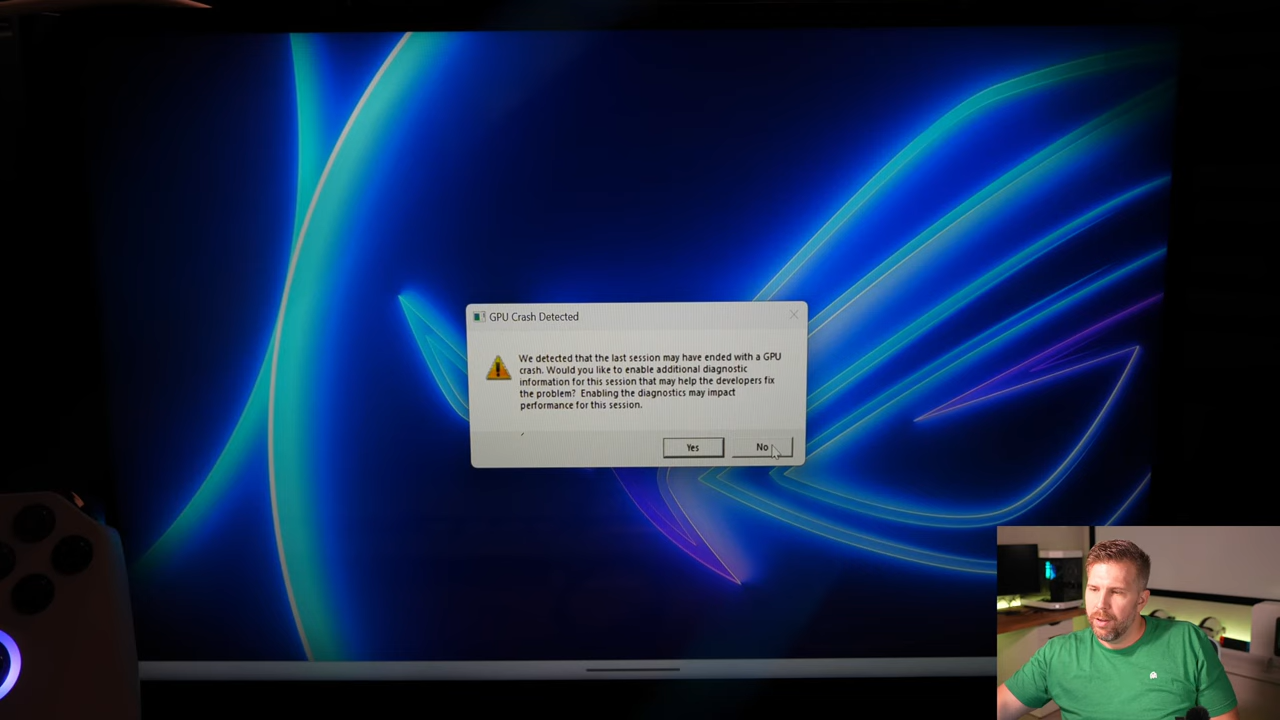 GPU Crash Detected
We detected that the last session may have ended with a GPU
crash. Would you like to enable additional diagnostic
information for this session that may help the developers fix
the problem?  Enabling the diagnostics may impact
performance for this session.
Yes
No